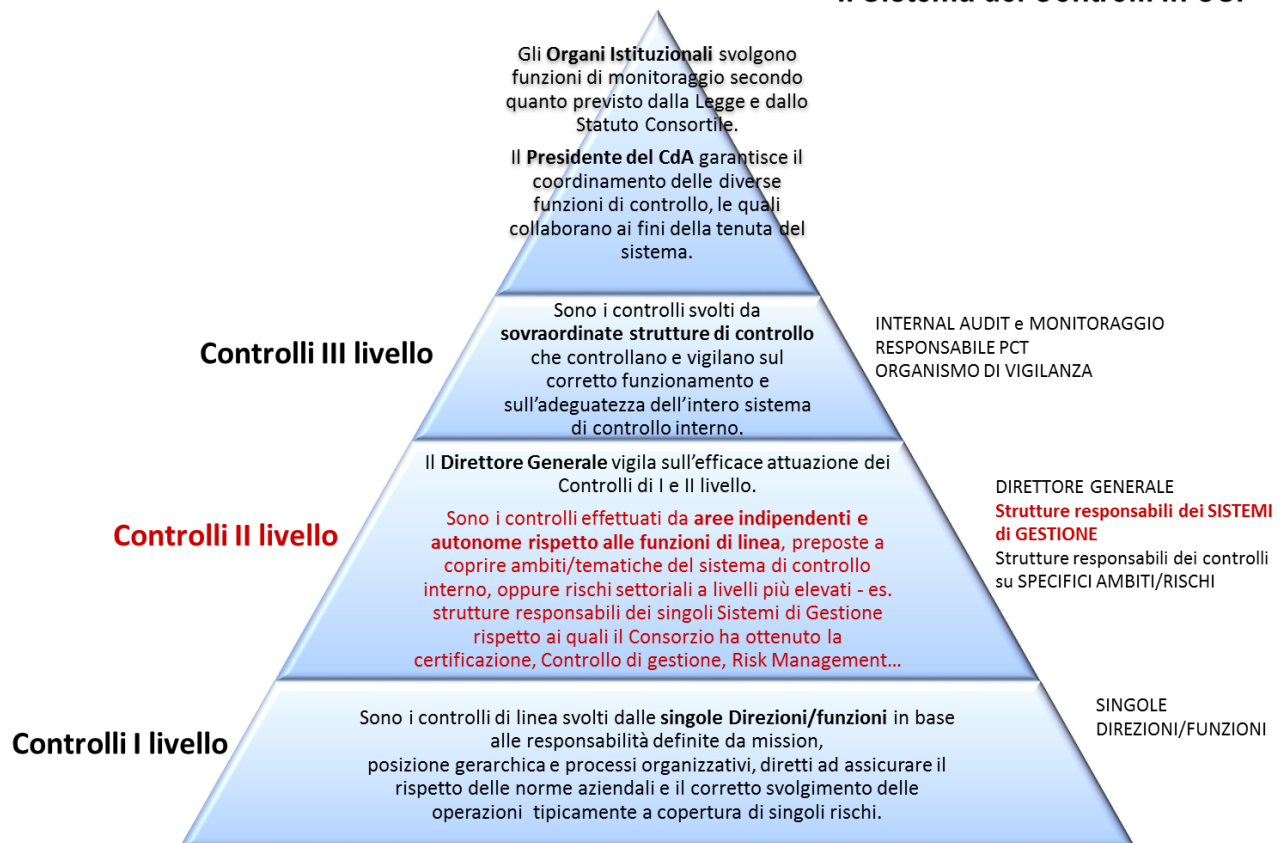 Il Sistema dei Controlli in
Gli Organi Istituzionali svolgono
funzioni di monitoraggio secondo
quanto previsto dalla Legge e dallo
Statuto Consortile.
Il Presidente del CdA garantisce il
coordinamento delle diverse
funzioni di controllo, le quali
collaborano ai fini della tenuta del
sistema.
Controlli III livello
Sono i controlli svolti da
sovraordinate strutture di controllo
che controllano e vigilano sul
corretto funzionamento e
sull'adeguatezza dell'intero sistema
di controllo interno.
INTERNAL AUDIT e MONITORAGGIO
RESPONSABILE PCT
ORGANISMO DI VIGILANZA
Controlli II livello
Il Direttore Generale vigila sull'efficace attuazione dei
Controlli di I e II livello.
Sono i controlli effettuati da aree indipendenti e
autonome rispetto alle funzioni di linea, preposte a
coprire ambiti/tematiche del sistema di controllo
interno, oppure rischi settoriali a livelli più elevati - es.
strutture responsabili dei singoli Sistemi di Gestione
rispetto ai quali il Consorzio ha ottenuto la
certificazione, Controllo di gestione, Risk Management…
DIRETTORE GENERALE
Strutture responsabili dei SISTEMI
di GESTIONE
Strutture responsabili dei controlli
su SPECIFICI AMBITI/RISCHI
Controlli I livello
Sono i controlli di linea svolti dalle singole Direzioni/funzioni in base
alle responsabilità definite da mission,
posizione gerarchica e processi organizzativi, diretti ad assicurare il
rispetto delle norme aziendali e il corretto svolgimento delle
operazioni tipicamente a copertura di singoli rischi.
SINGOLE
DIREZIONI/FUNZIONI